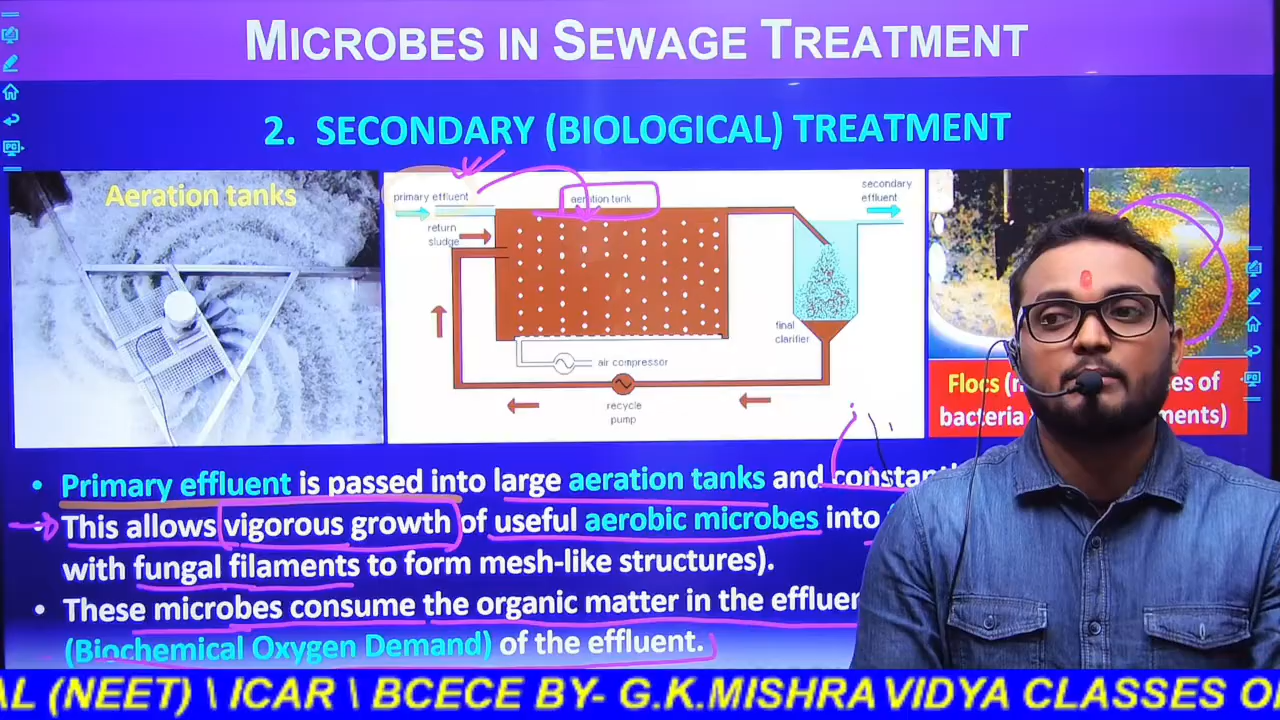 MICROBES IN SEWAGE TREATMENT
2. SECONDARY (BIOLOGICAL) TREATMENT
Aeration tanks
primary effluent
return
sludge
aeration tank
secondary
effluent
final
clarifier
air compressor
recycle
pump
Flocs
es of
bacteria
ments)
• Primary effluent is passed into large aeration tanks and
• This allows vigorous growth of useful aerobic microbes into
with fungal filaments to form mesh-like structures).
• These microbes consume the organic matter in the
(Biochemical Oxygen Demand) of the effluent.
(NEET) \ ICAR \ BCECE BY- G.K.MISHRA VIDYA CLASSES